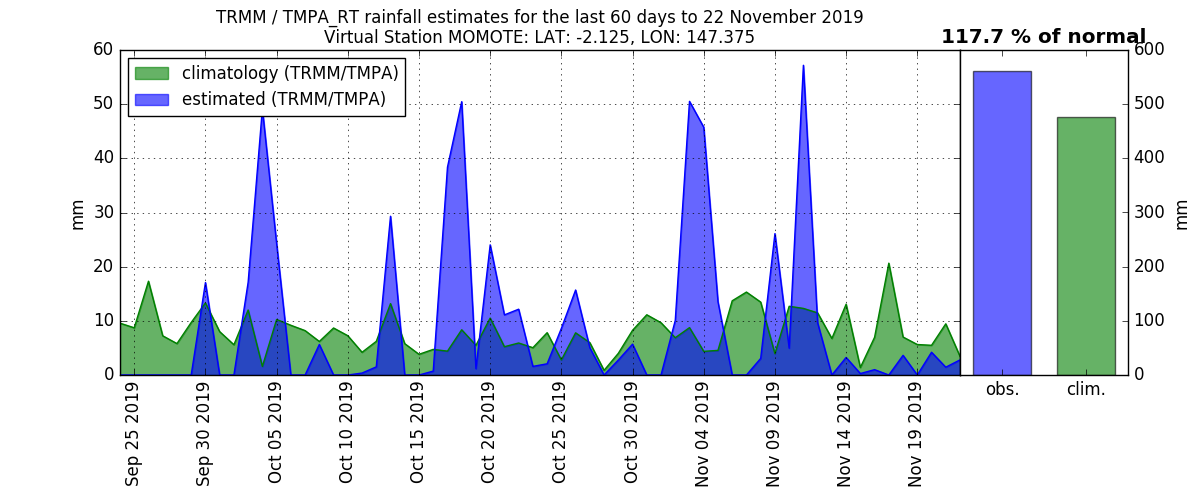 TRMM / TMPA_RT rainfall estimates for the last 60 days to 22 November 2019
Virtual Station MOMOTE: LAT: -2.125, LON: 147.375
117.7 % of normal
climatology (TRMM/TMPA)
estimated (TRMM/TMPA)
60
50
40
30
20
10
0
mm
600
500
400
300
200
100
0
mm
Sep 25 2019
Sep 30 2019
Oct 05 2019
Oct 10 2019
Oct 15 2019
Oct 20 2019
Oct 25 2019
Oct 30 2019
Nov 04 2019
Nov 09 2019
Nov 14 2019
Nov 19 2019
obs.
clim.